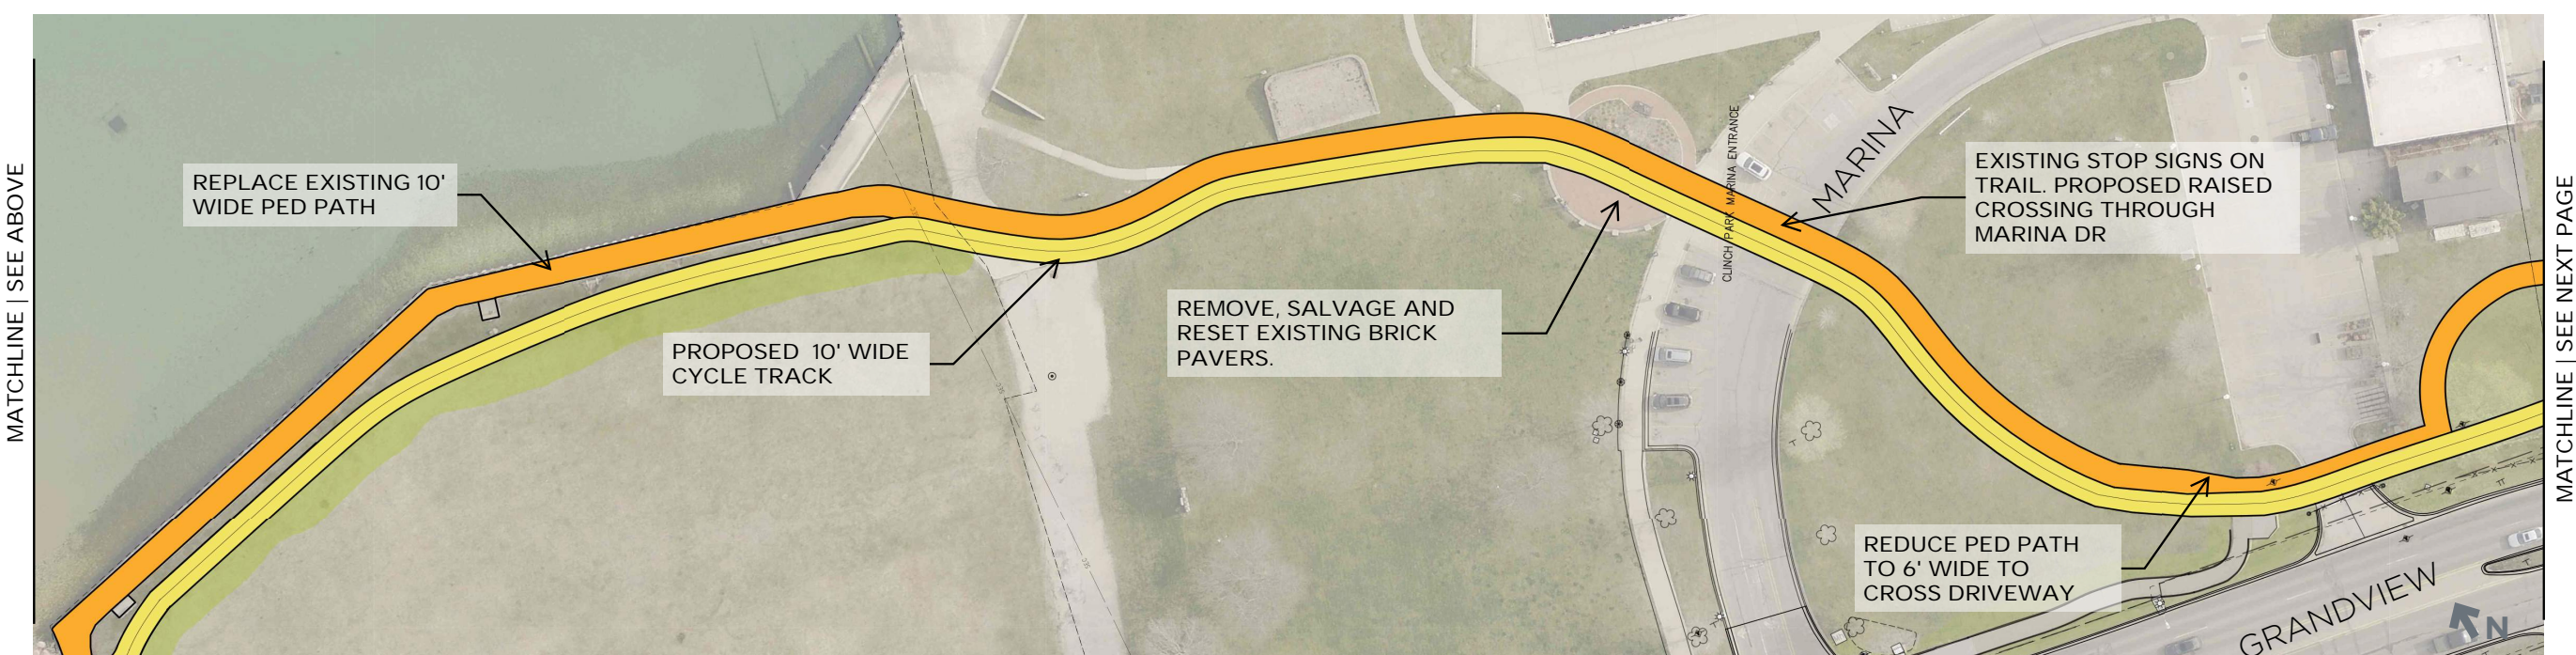 MATCHLINE | SEE ABOVE
REPLACE EXISTING 10'
WIDE PED PATH
PROPOSED 10' WIDE
CYCLE TRACK
REMOVE, SALVAGE AND
RESET EXISTING BRICK
PAVERS.
CLINCH PARK MARINA ENTRANCE
MARINA
EXISTING STOP SIGNS ON
TRAIL. PROPOSED RAISED
CROSSING THROUGH
MARINA DR
REDUCE PED PATH
TO 6' WIDE TO
CROSS DRIVEWAY
GRANDVIEW
N
MATCHLINE | SEE NEXT PAGE